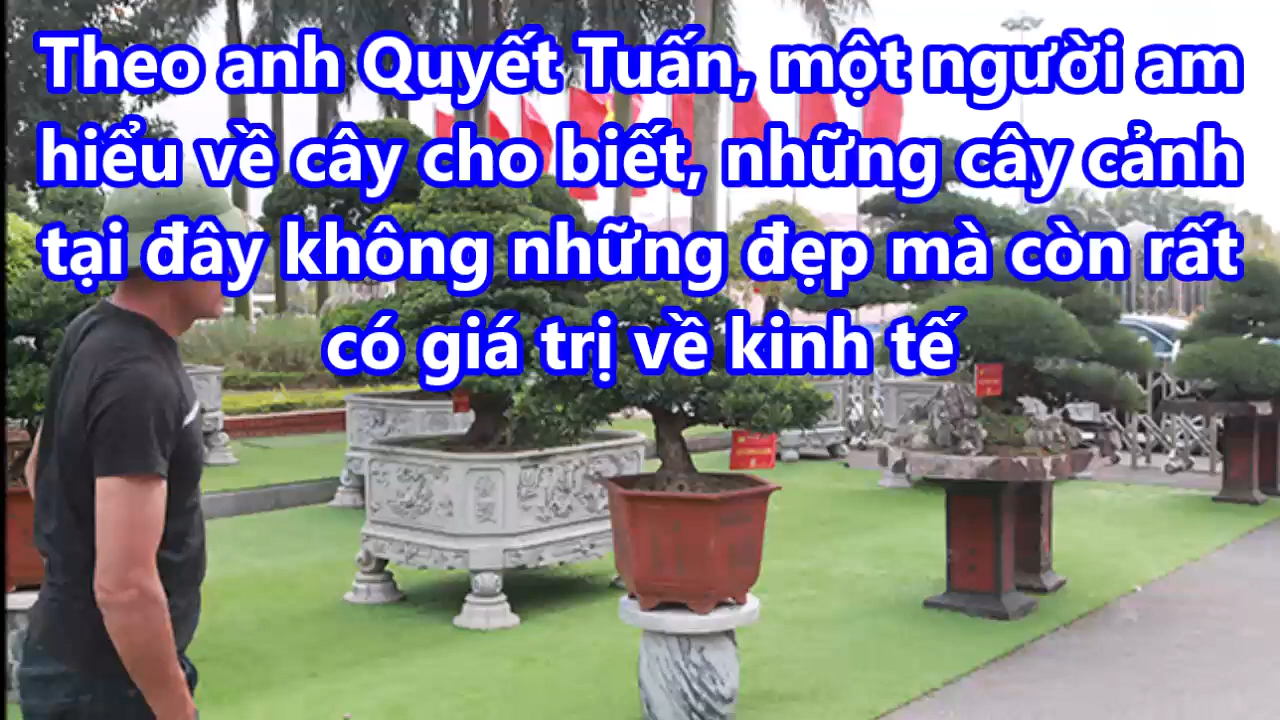 Theo anh Quyết Tuấn, một người am
hiểu về cây cho biết, những cây cảnh
tại đây không những đẹp mà còn rất
có giá trị về kinh tế